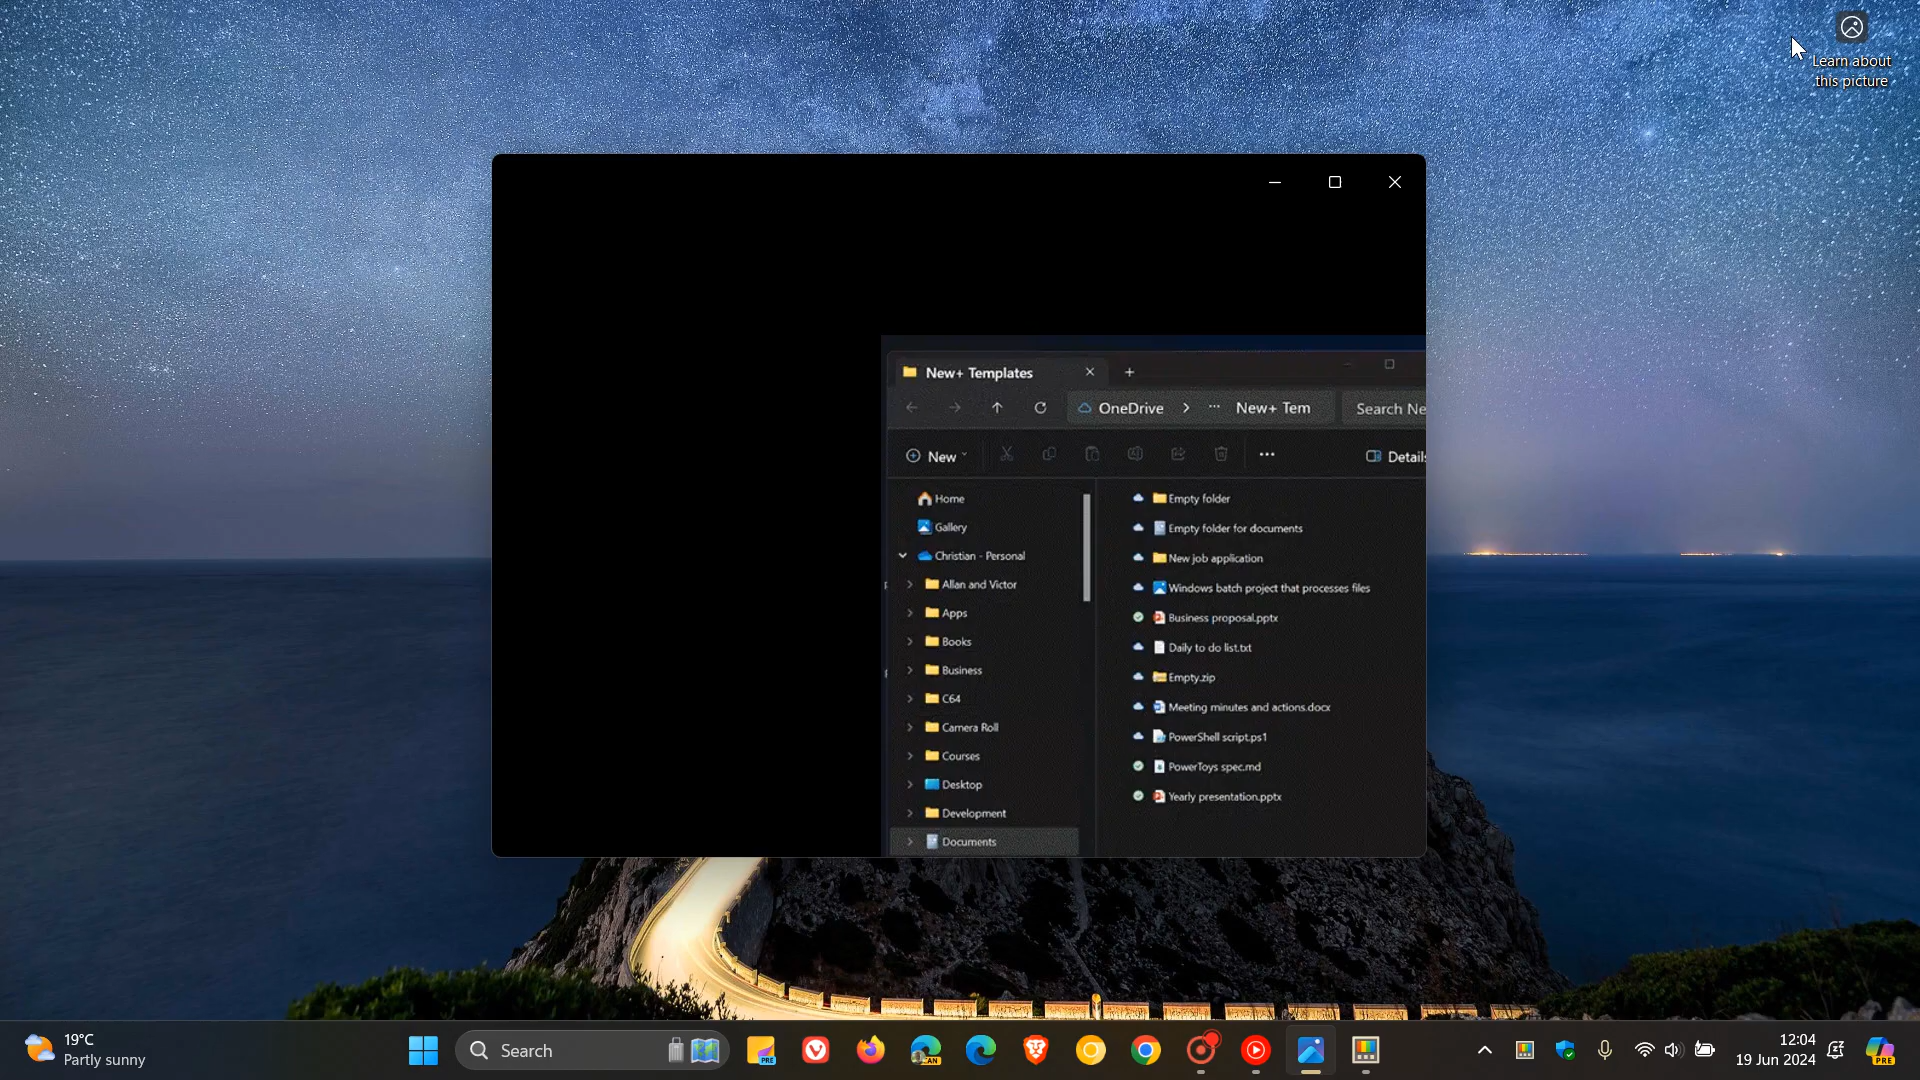 Learn about
this picture
New+ Templates
OneDrive
New+ Tem
Search Ne
New
Details
Home
Gallery
Christian - Personal
Allan and Victor
Apps
Books
Business
C64
Camera Roll
Courses
Desktop
Development
Documents
Empty folder
Empty folder for documents
New job application
Windows batch project that processes files
Business proposal.pptx
Daily to do list.txt
Empty.zip
Meeting minutes and actions.docx
PowerShell script.ps1
PowerToys spec.md
Yearly presentation.pptx
19°C
Partly sunny
Search
PRE
CAN
12:04
19 Jun 2024
PRE